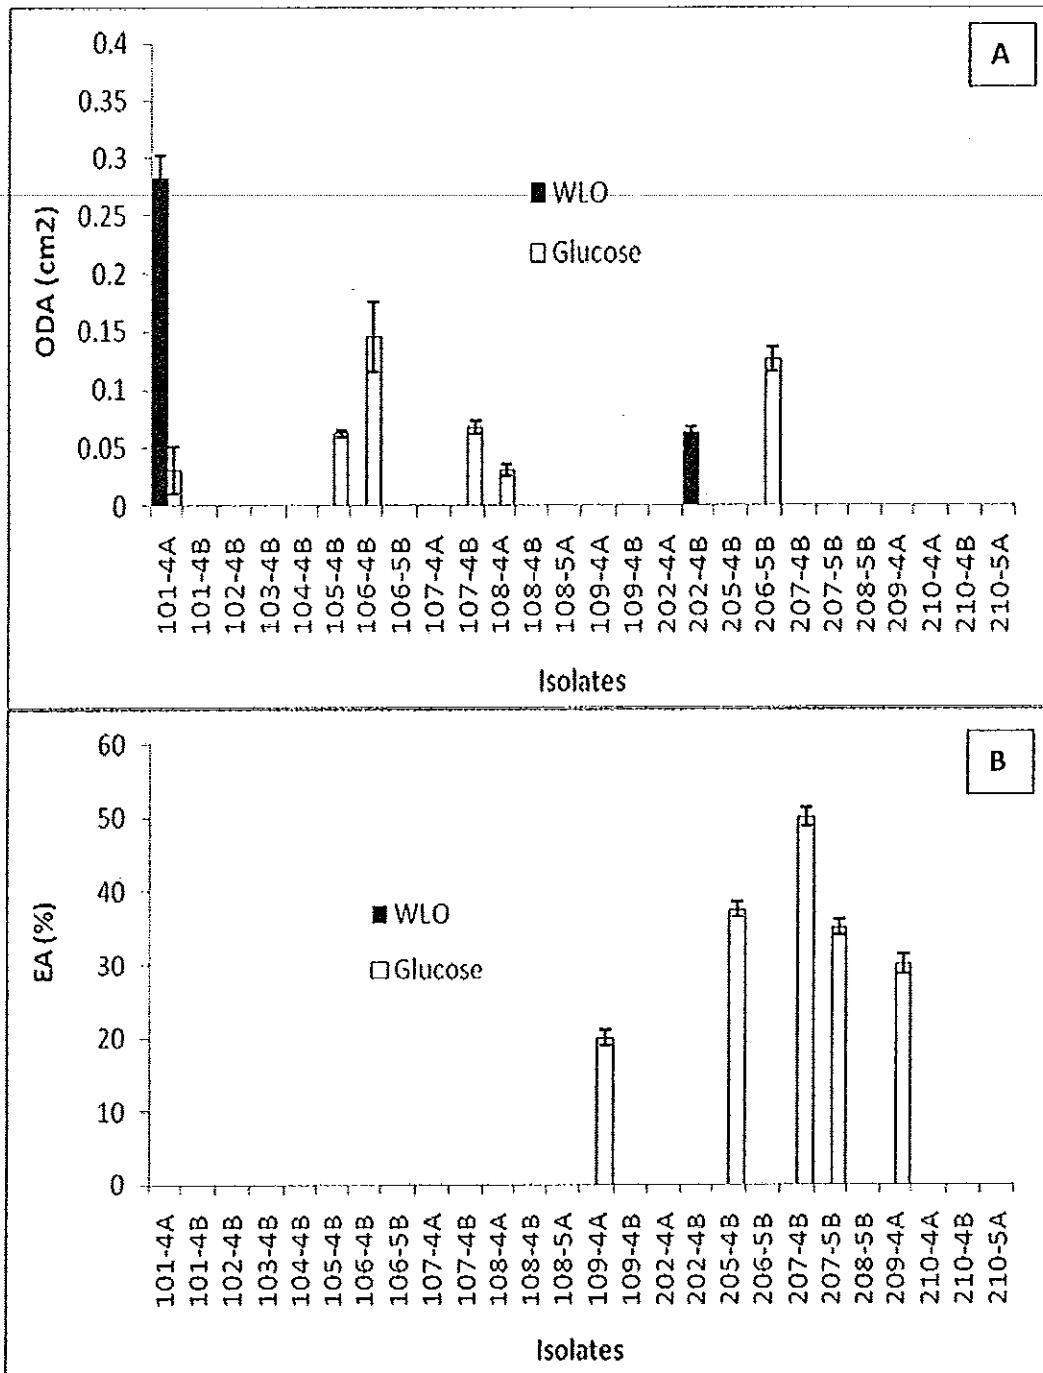 A
0.4
0.35
0.3
0.25
0.2
0.15
0.1
0.05
0
ODA (cm2)
WLO
Glucose
101-4A
101-4B
102-4B
103-4B
104-4B
105-4B
106-4B
106-5B
107-4A
107-4B
108-4A
108-4B
108-5A
109-4A
109-4B
202-4A
202-4B
205-4B
206-5B
207-4B
207-5B
208-5B
209-4A
210-4A
210-4B
210-5A
Isolates
B
60
50
40
30
20
10
0
EA (%)
WLO
Glucose
101-4A
101-4B
102-4B
103-4B
104-4B
105-4B
106-4B
106-5B
107-4A
107-4B
108-4A
108-4B
108-5A
109-4A
109-4B
202-4A
202-4B
205-4B
206-5B
207-4B
207-5B
208-5B
209-4A
210-4A
210-4B
210-5A
Isolates